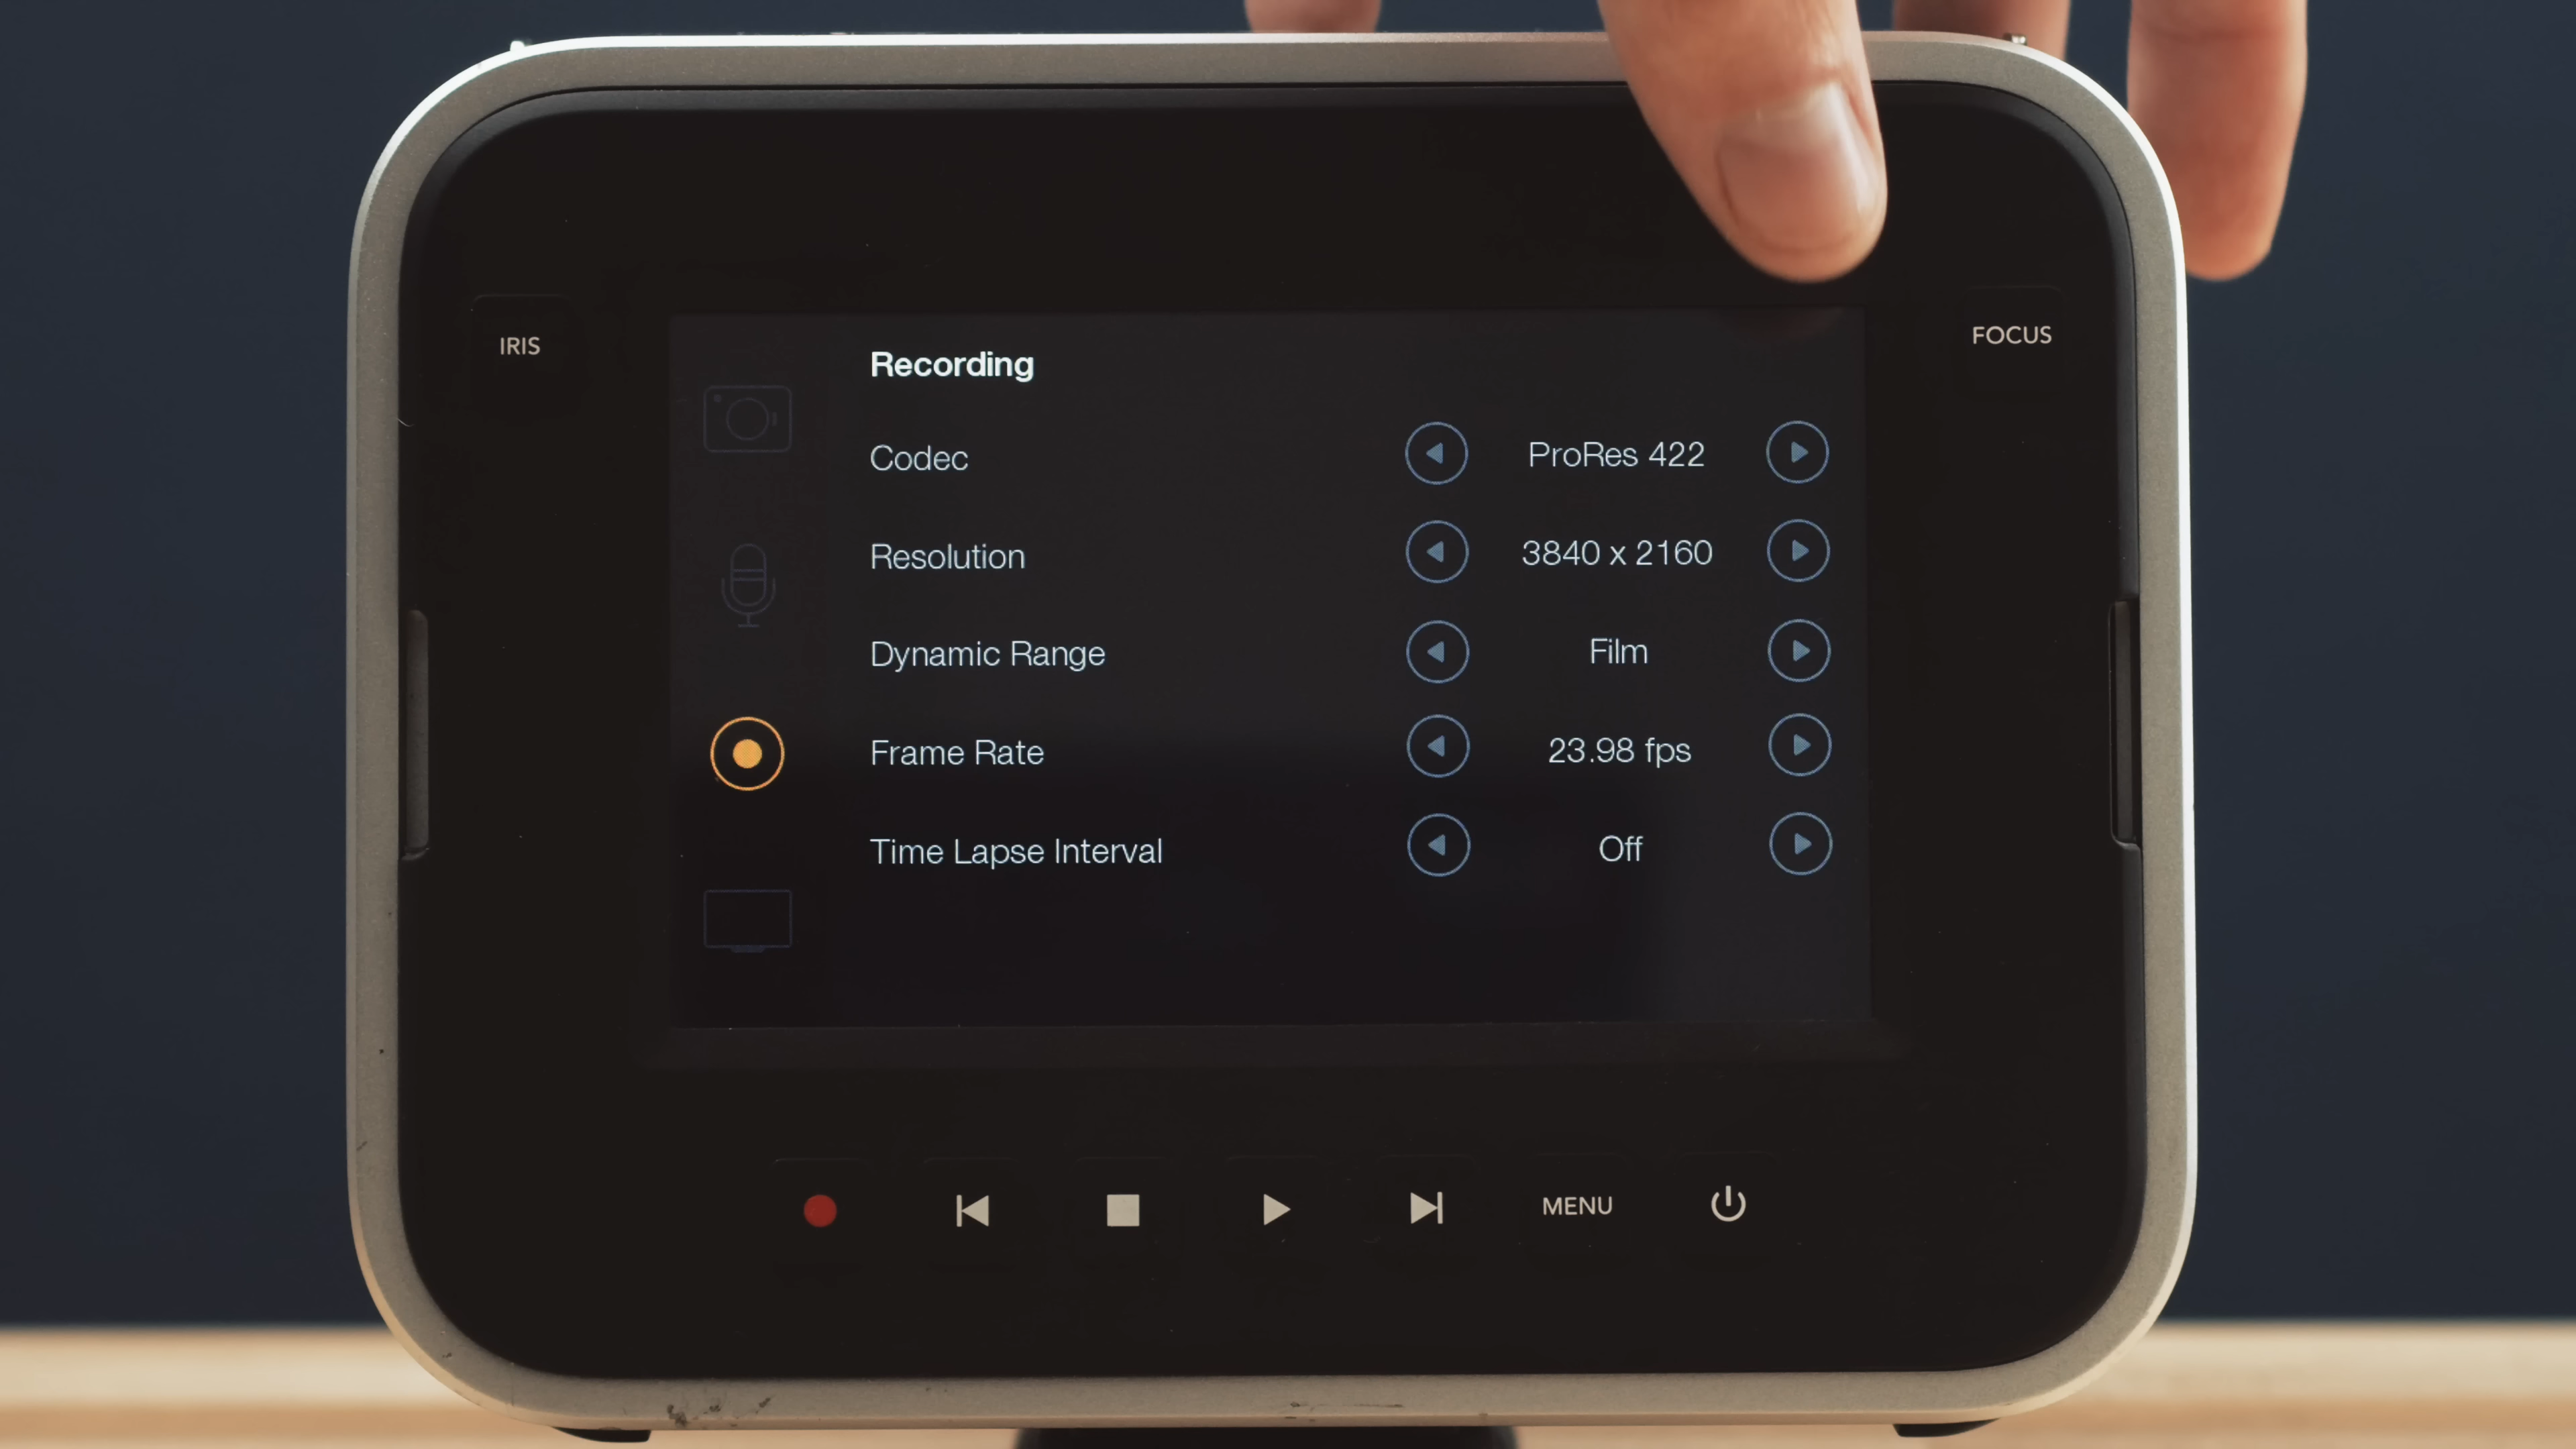 IRIS
FOCUS
Recording
Codec
ProRes 422
Resolution
3840 x 2160
Dynamic Range
Film
Frame Rate
23.98 fps
Time Lapse Interval
Off
MENU